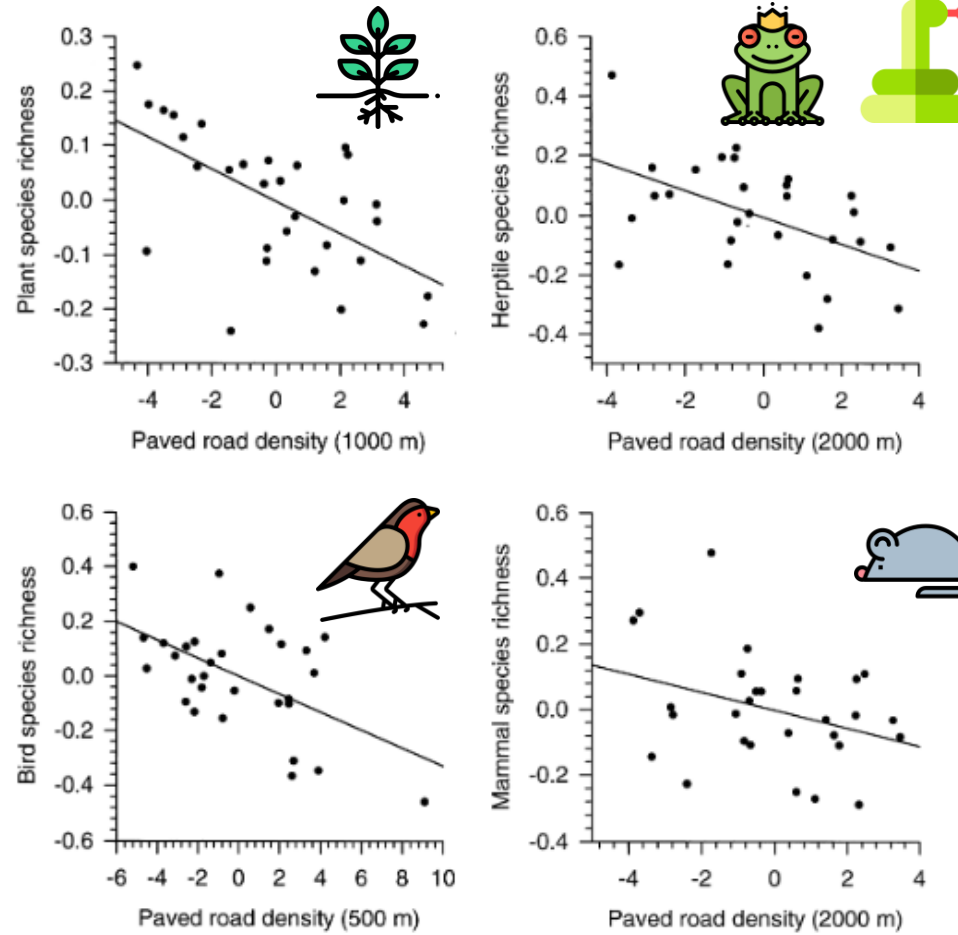 0.3
0.2
0.1
0.0
-0.1
-0.2
-0.3
Plant species richness
-4 -2 0 2 4
Paved road density (1000 m)
0.6
0.4
0.2
0.0
-0.2
-0.4
Herptile species richness
-4 -2 0 2 4
Paved road density (2000 m)
0.6
0.4
0.2
0.0
-0.2
-0.4
-0.6
Bird species richness
-6 -4 -2 0 2 4 6 8 10
Paved road density (500 m)
0.6
0.4
0.2
0.0
-0.2
-0.4
Mammal species richness
-4 -2 0 2 4
Paved road density (2000 m)